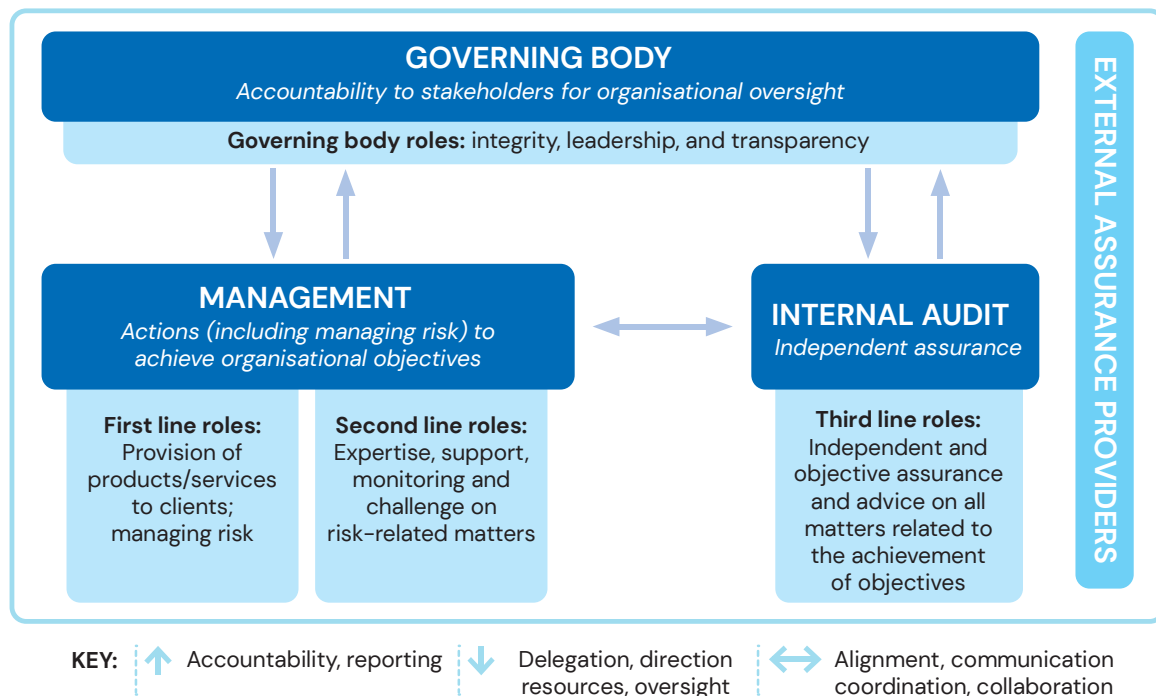 GOVERNING BODY
Accountability to stakeholders for organisational oversight
Governing body roles: integrity, leadership, and transparency
MANAGEMENT
Actions (including managing risk) to
achieve organisational objectives
First line roles:
Provision of
products/services
to clients;
managing risk
Second line roles:
Expertise, support,
monitoring and
challenge on
risk-related matters
INTERNAL AUDIT
Independent assurance
Third line roles:
Independent and
objective assurance
and advice on all
matters related to
the achievement
of objectives
EXTERNAL ASSURANCE PROVIDERS
KEY:
Accountability, reporting
Delegation, direction
resources, oversight
Alignment, communication
coordination, collaboration